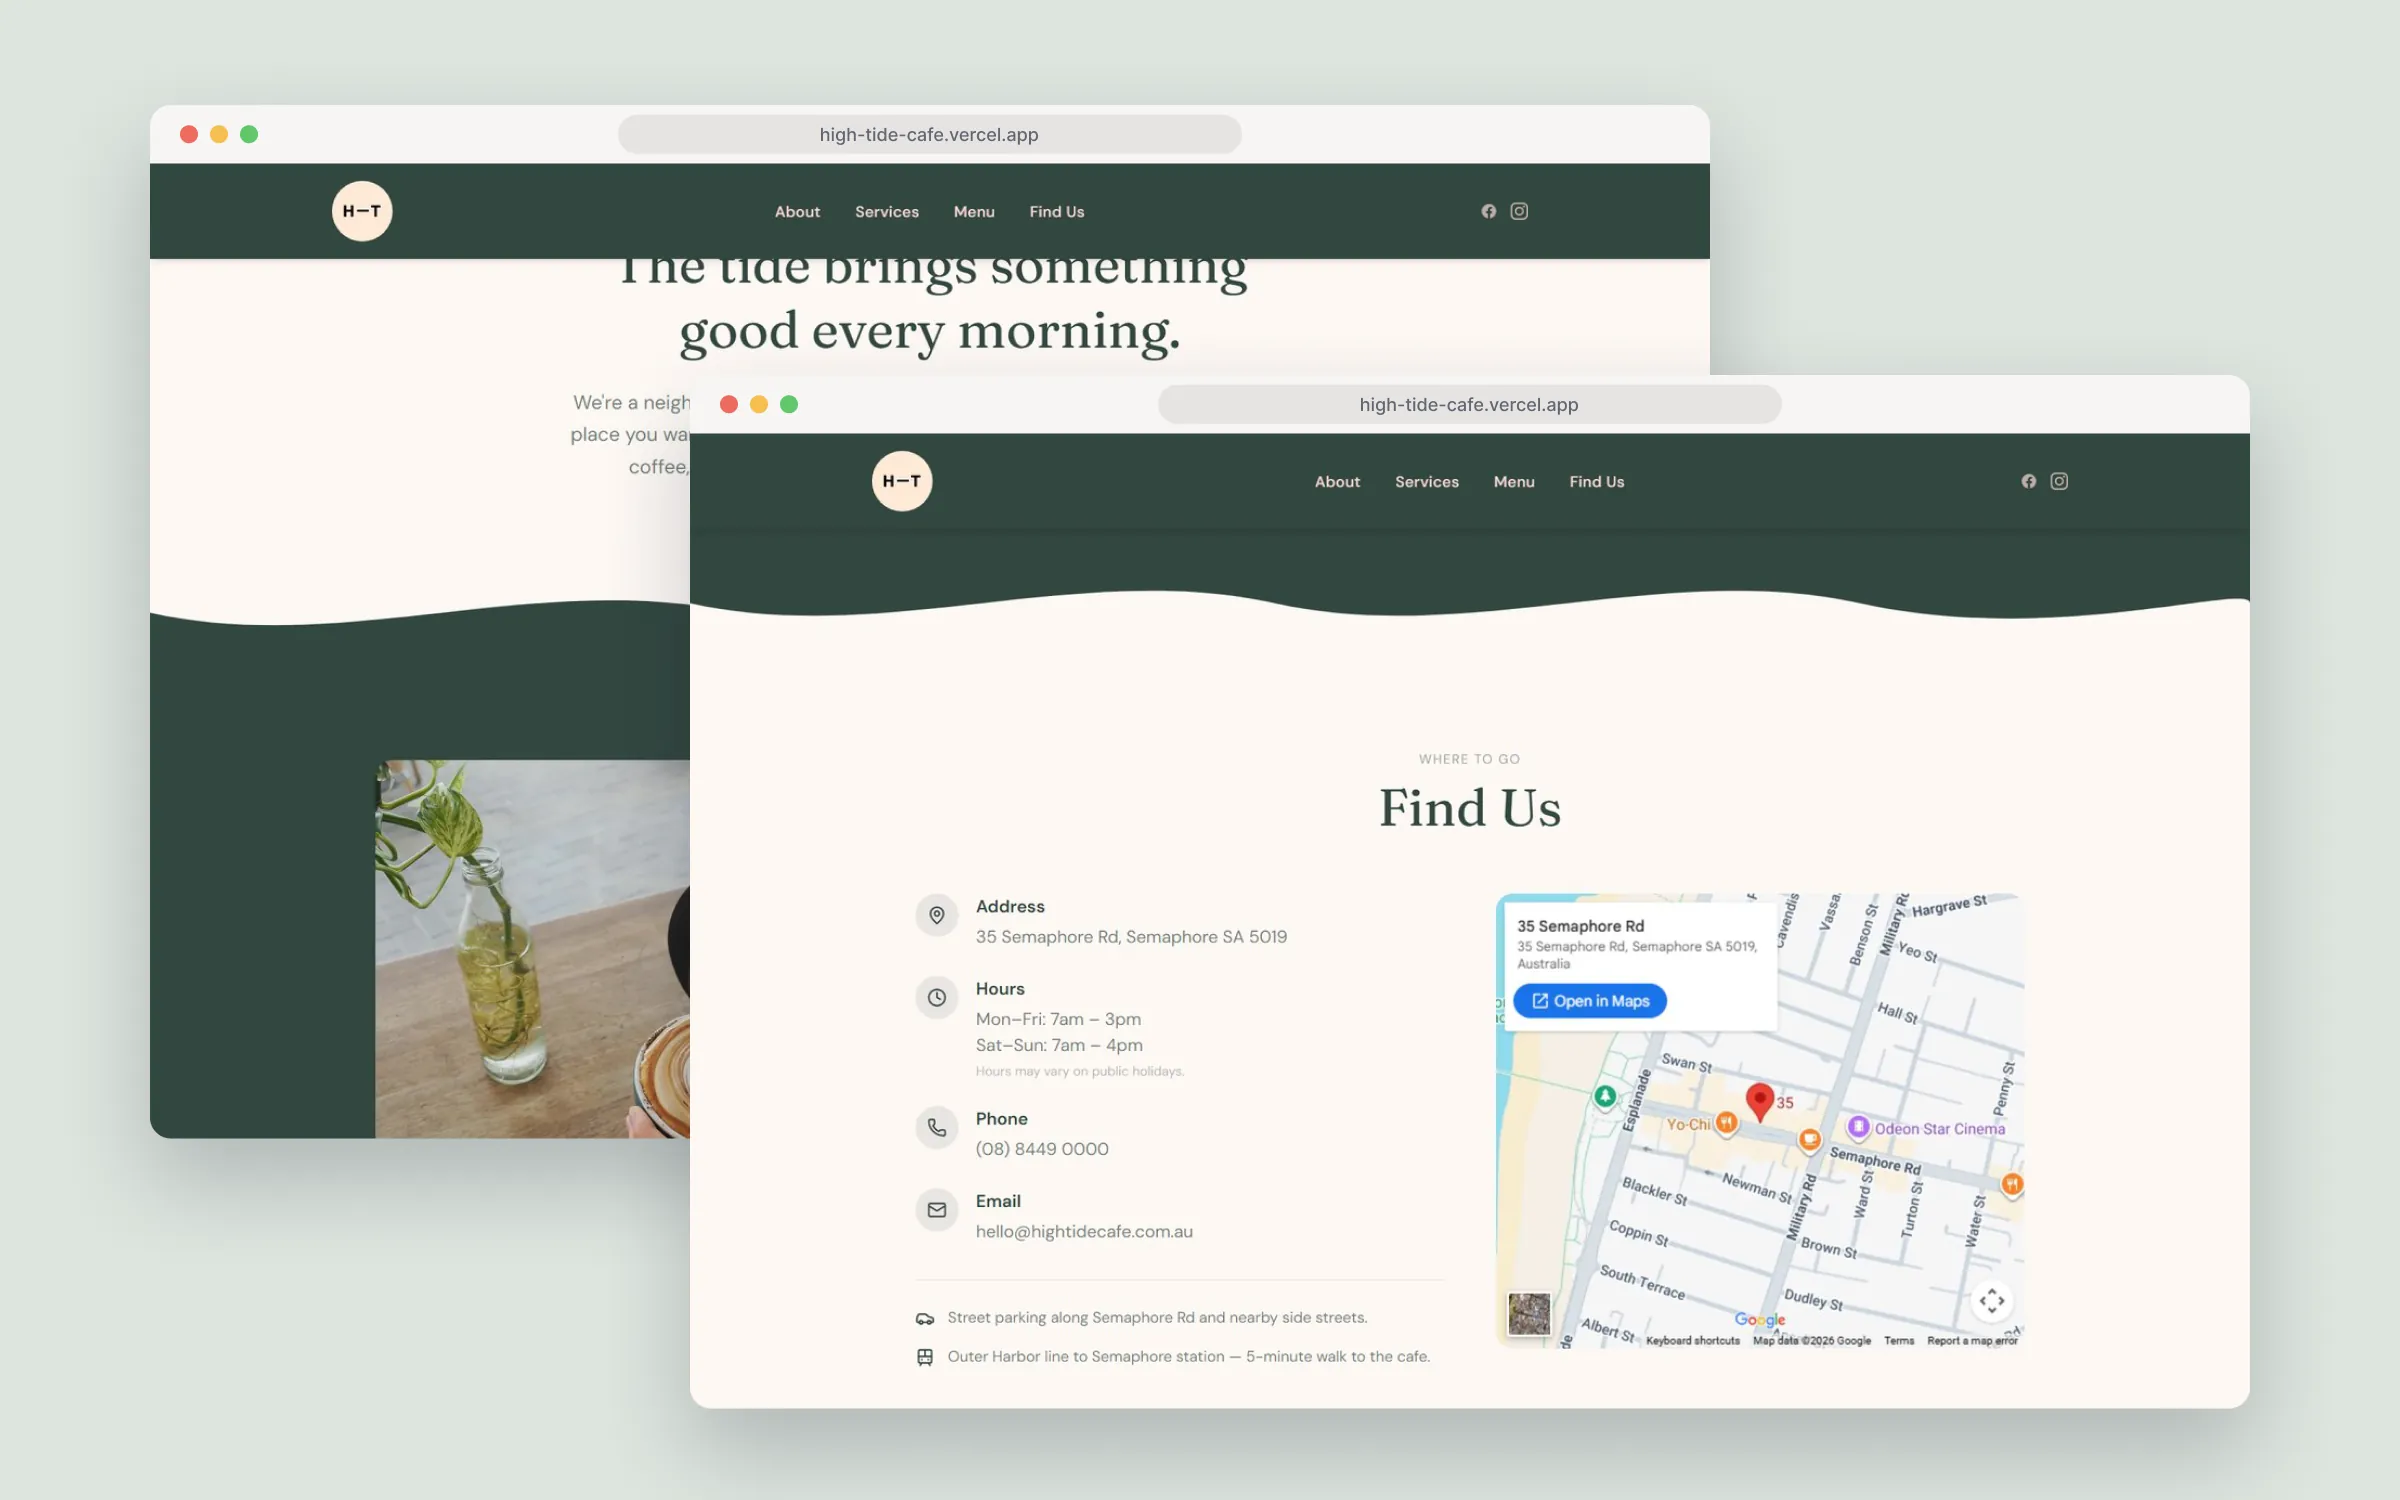 high-tide-cafe.vercel.app
H—T
About
Services
Menu
Find Us
The tide brings something
good every morning.
We're a neigh
place you wa
coffee,
high-tide-cafe.vercel.app
H—T
About
Services
Menu
Find Us
WHERE TO GO
Find Us
Address
35 Semaphore Rd, Semaphore SA 5019
Hours
Mon–Fri: 7am – 3pm
Sat–Sun: 7am – 4pm
Hours may vary on public holidays.
Phone
(08) 8449 0000
Email
hello@hightidecafe.com.au
Street parking along Semaphore Rd and nearby side streets.
Outer Harbor line to Semaphore station — 5-minute walk to the cafe.
35 Semaphore Rd
35 Semaphore Rd, Semaphore SA 5019,
Australia
Open in Maps
Cavendis
Vassa
Benson St
Military Rd
Hargrave St
Yeo St
Hall St
Swan St
Esplanade
Penny St
35
Yo-Chi
Odeon Star Cinema
Semaphore Rd
Blackler St
Newman St
Military Rd
Ward St
Turton St
Water St
Coppin St
Brown St
South Terrace
Dudley St
Albert St
Google
Keyboard shortcuts
Map data ©2026 Google
Terms
Report a map error